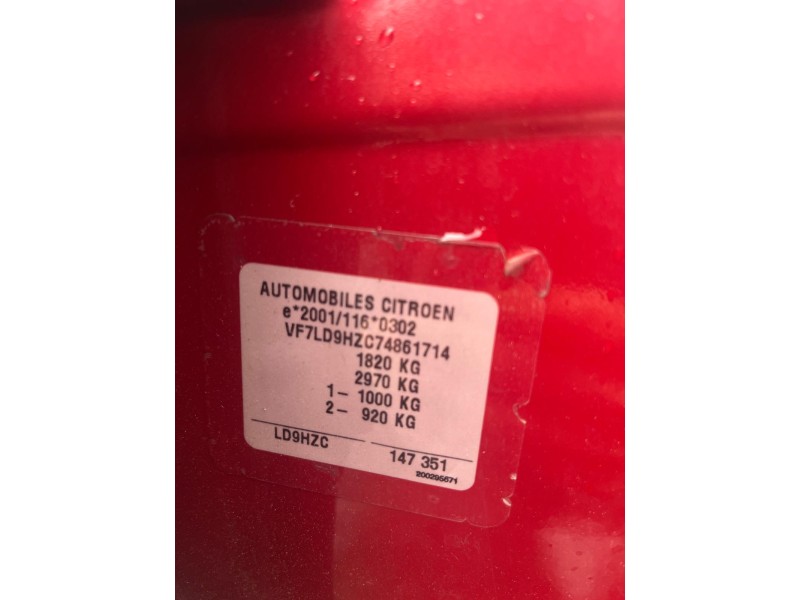 AUTOMOBILES CITROEN
e*2001/116*0302
VF7LD9HZC74861714
1820 KG
2970 KG
1- 1000 KG
2- 920 KG
LD9HZC
147 351
200295571